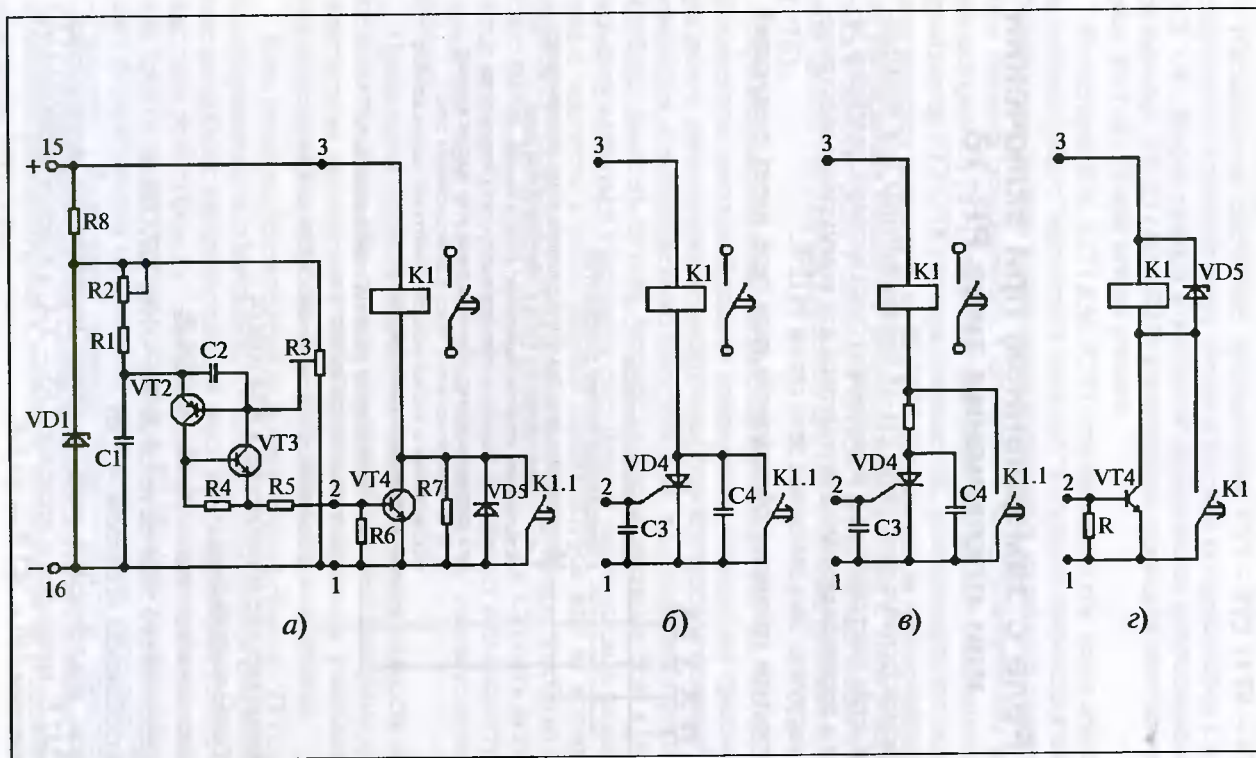 + 15
3
R8
R2
R1
C2
R3
VT2
VD1
VT3
C1
R4
R5
2
VT4
R6
R7
VD5
K1
K1.1
− 16
1
а)
3
K1
VD4
2
C3
C4
K1.1
1
б)
3
K1
VD4
2
C3
C4
K1.1
1
в)
3
K1
VD5
2
VT4
R
K1
1
г)